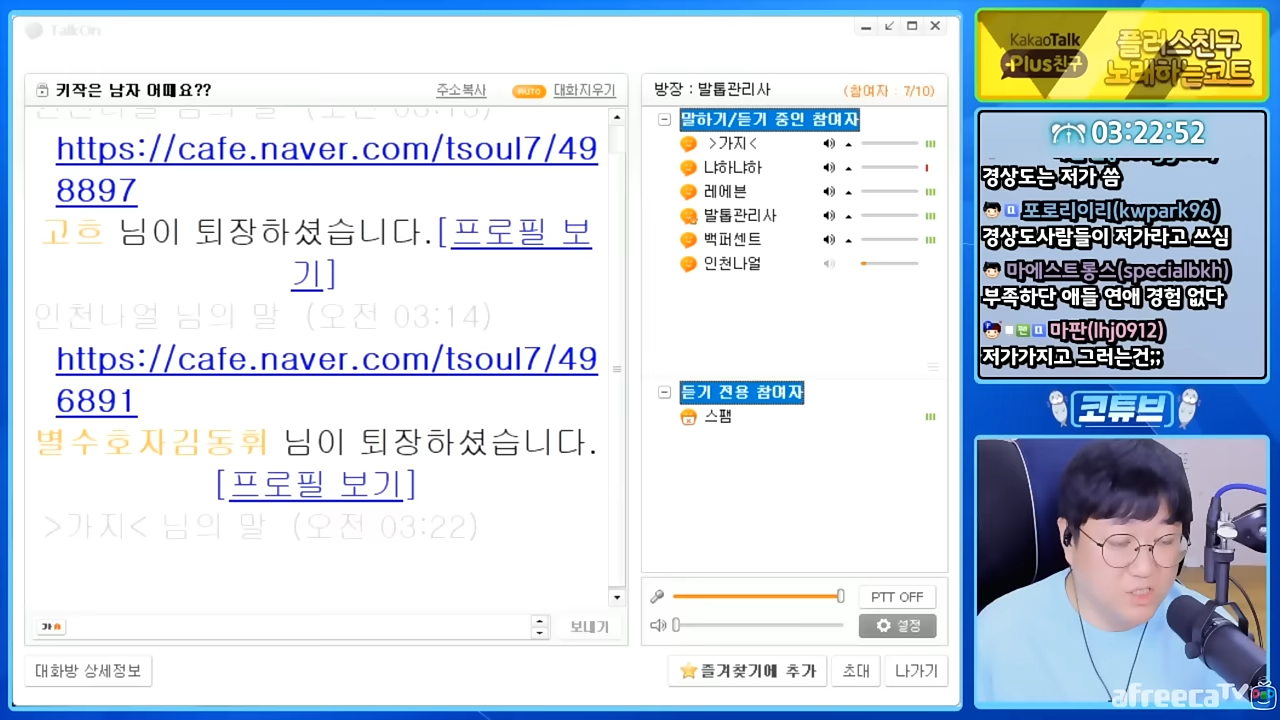 TalkOn
키작은 남자 어때요??
주소복사
AUTO
대화지우기
https://cafe.naver.com/tsoul7/49
8897
고흐 님이 퇴장하셨습니다.[프로필 보
기]
인천나얼 님의 말 (오전 03:14)
https://cafe.naver.com/tsoul7/49
6891
별수호자김동휘 님이 퇴장하셨습니다.
[프로필 보기]
>가지< 님의 말 (오전 03:22)
가
보내기
대화방 상세정보
방장 : 발톱관리사
(참여자 : 7/10)
말하기/듣기 중인 참여자
>가지<
냐하냐하
레에븐
발톱관리사
백퍼센트
인천나얼
듣기 전용 참여자
스팸
PTT OFF
설정
즐겨찾기에 추가
초대
나가기
KakaoTalk
+Plus친구
플러스친구
노래하는코트
03:22:52
경상도는 저가 씀
포로리이리(kwpark96)
경상도사람들이 저가라고 쓰심
마에스트롱스(specialbkh)
부족하단 애들 연애 경험 없다
팬
마판(lhj0912)
저가가지고 그러는건;;
코튜브
afreecaTV